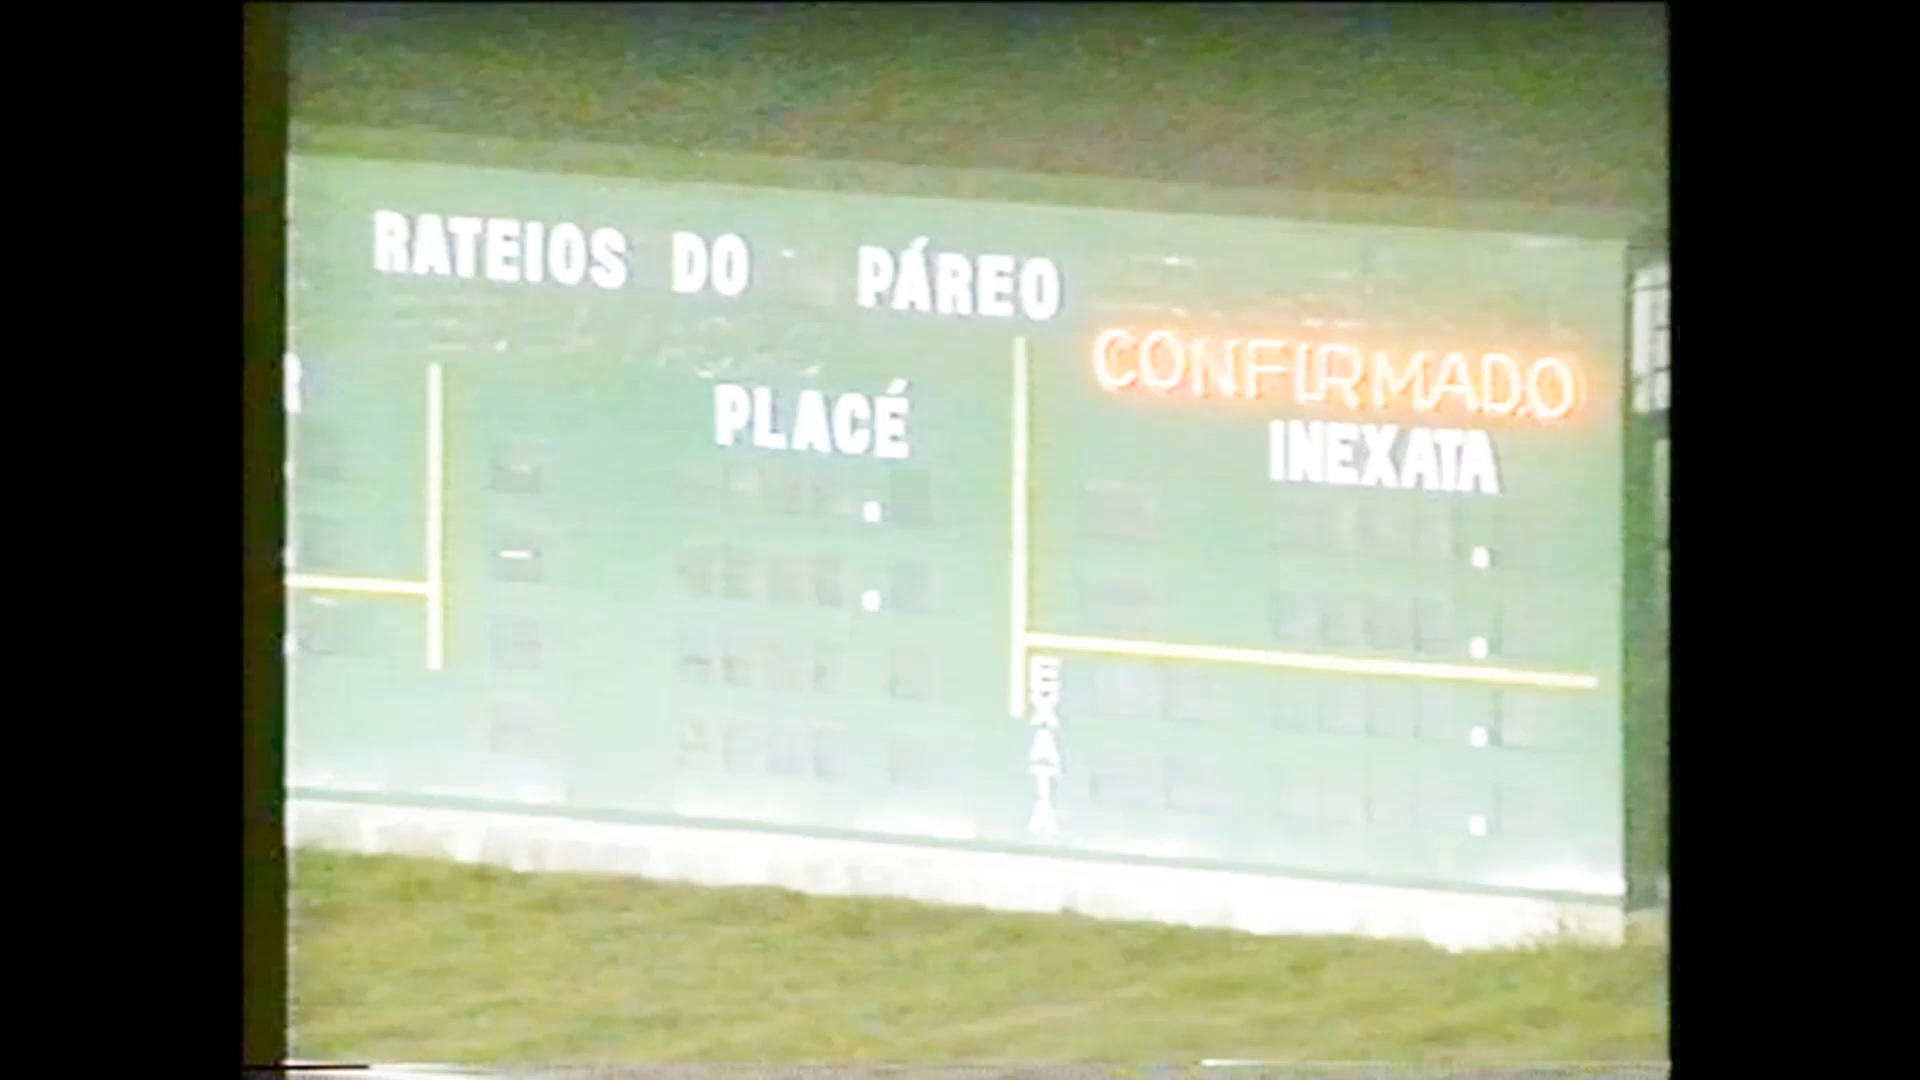 RATEIOS DO PÁREO
CONFIRMADO
PLACÉ
INEXATA
EXATA